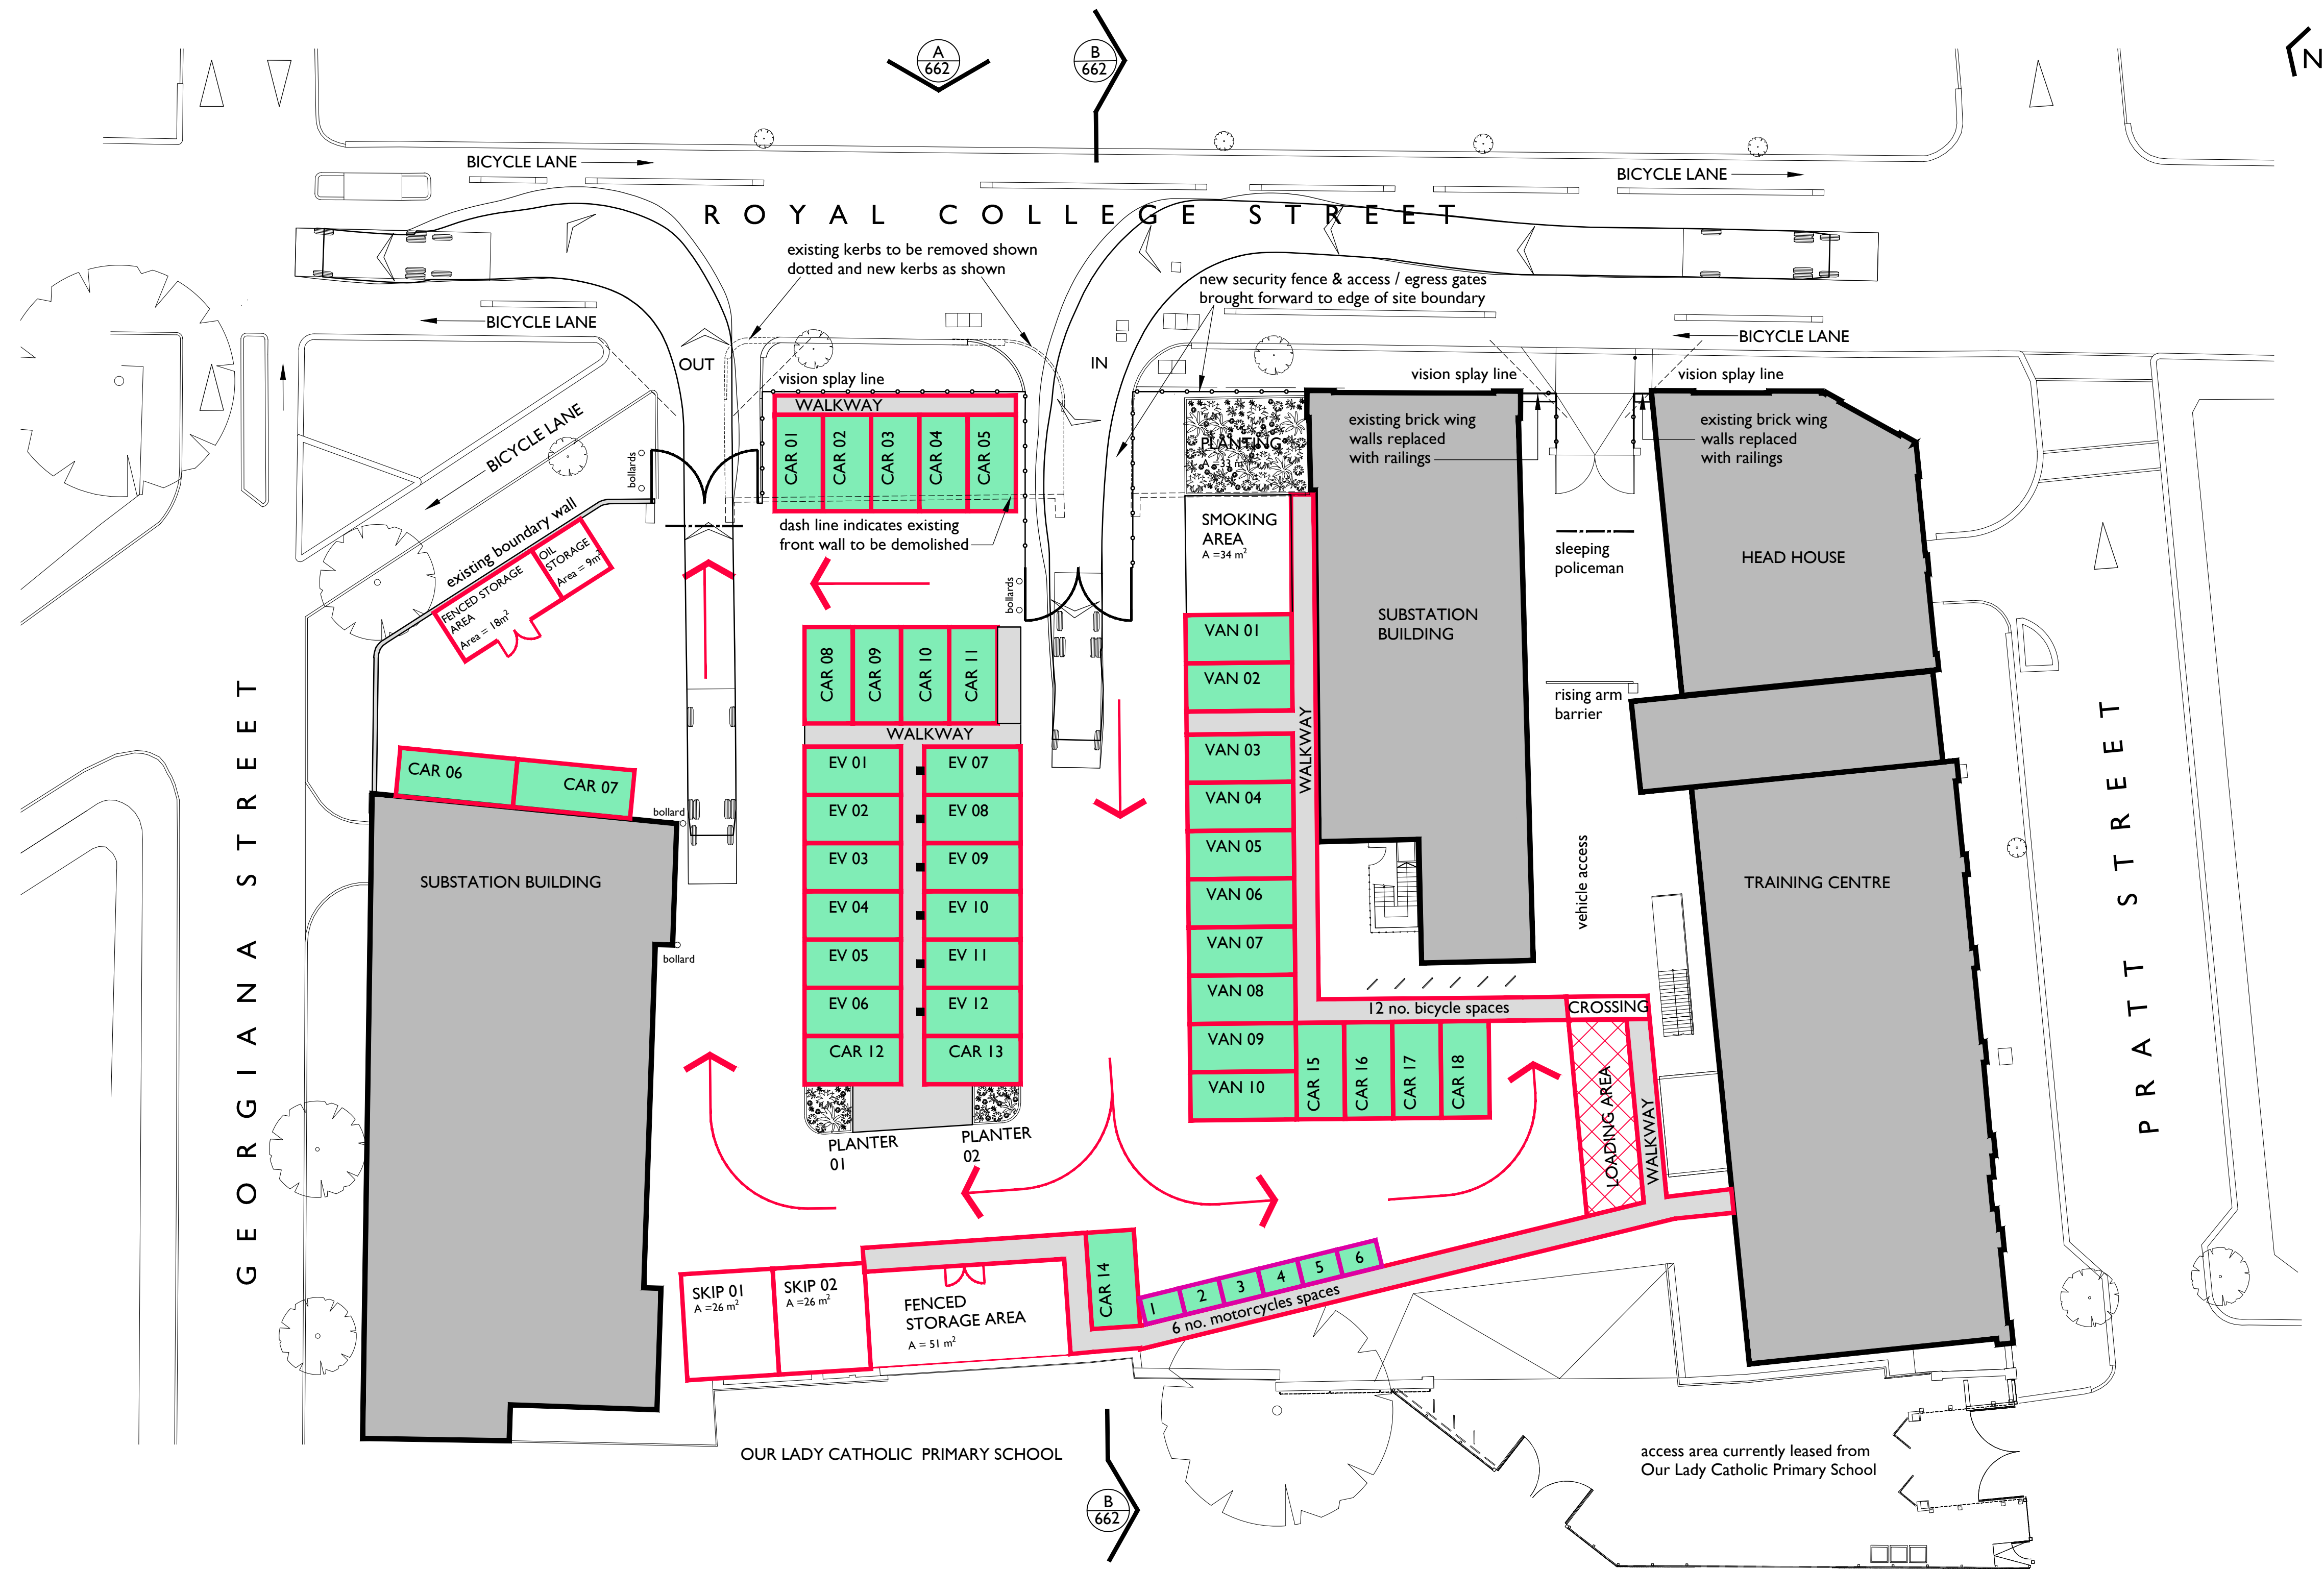 A
662
B
662
N
BICYCLE LANE
BICYCLE LANE
ROYAL COLLEGE STREET
existing kerbs to be removed shown
dotted and new kerbs as shown
new security fence & access / egress gates
brought forward to edge of site boundary
BICYCLE LANE
BICYCLE LANE
OUT
IN
vision splay line
vision splay line
vision splay line
WALKWAY
CAR 01
CAR 02
CAR 03
CAR 04
CAR 05
BICYCLE LANE
bollards
PLANTING
A = 33 m²
existing brick wing
walls replaced
with railings
existing brick wing
walls replaced
with railings
existing boundary wall
dash line indicates existing
front wall to be demolished
SMOKING
AREA
A =34 m²
sleeping
policeman
HEAD HOUSE
OIL
STORAGE
Area = 9m²
FENCED STORAGE
AREA
Area = 18m²
bollards
SUBSTATION
BUILDING
VAN 01
VAN 02
VAN 03
VAN 04
VAN 05
VAN 06
VAN 07
VAN 08
VAN 09
VAN 10
WALKWAY
rising arm
barrier
CAR 08
CAR 09
CAR 10
CAR 11
WALKWAY
EV 01
EV 02
EV 03
EV 04
EV 05
EV 06
CAR 12
EV 07
EV 08
EV 09
EV 10
EV 11
EV 12
CAR 13
CAR 06
CAR 07
bollard
bollard
SUBSTATION BUILDING
vehicle access
TRAINING CENTRE
GEORGIANA STREET
PRATT STREET
12 no. bicycle spaces
CROSSING
CAR 15
CAR 16
CAR 17
CAR 18
LOADING AREA
WALKWAY
PLANTER
01
PLANTER
02
SKIP 01
A =26 m²
SKIP 02
A =26 m²
FENCED
STORAGE AREA
A = 51 m²
CAR 14
1
2
3
4
5
6
6 no. motorcycles spaces
OUR LADY CATHOLIC PRIMARY SCHOOL
access area currently leased from
Our Lady Catholic Primary School
B
662